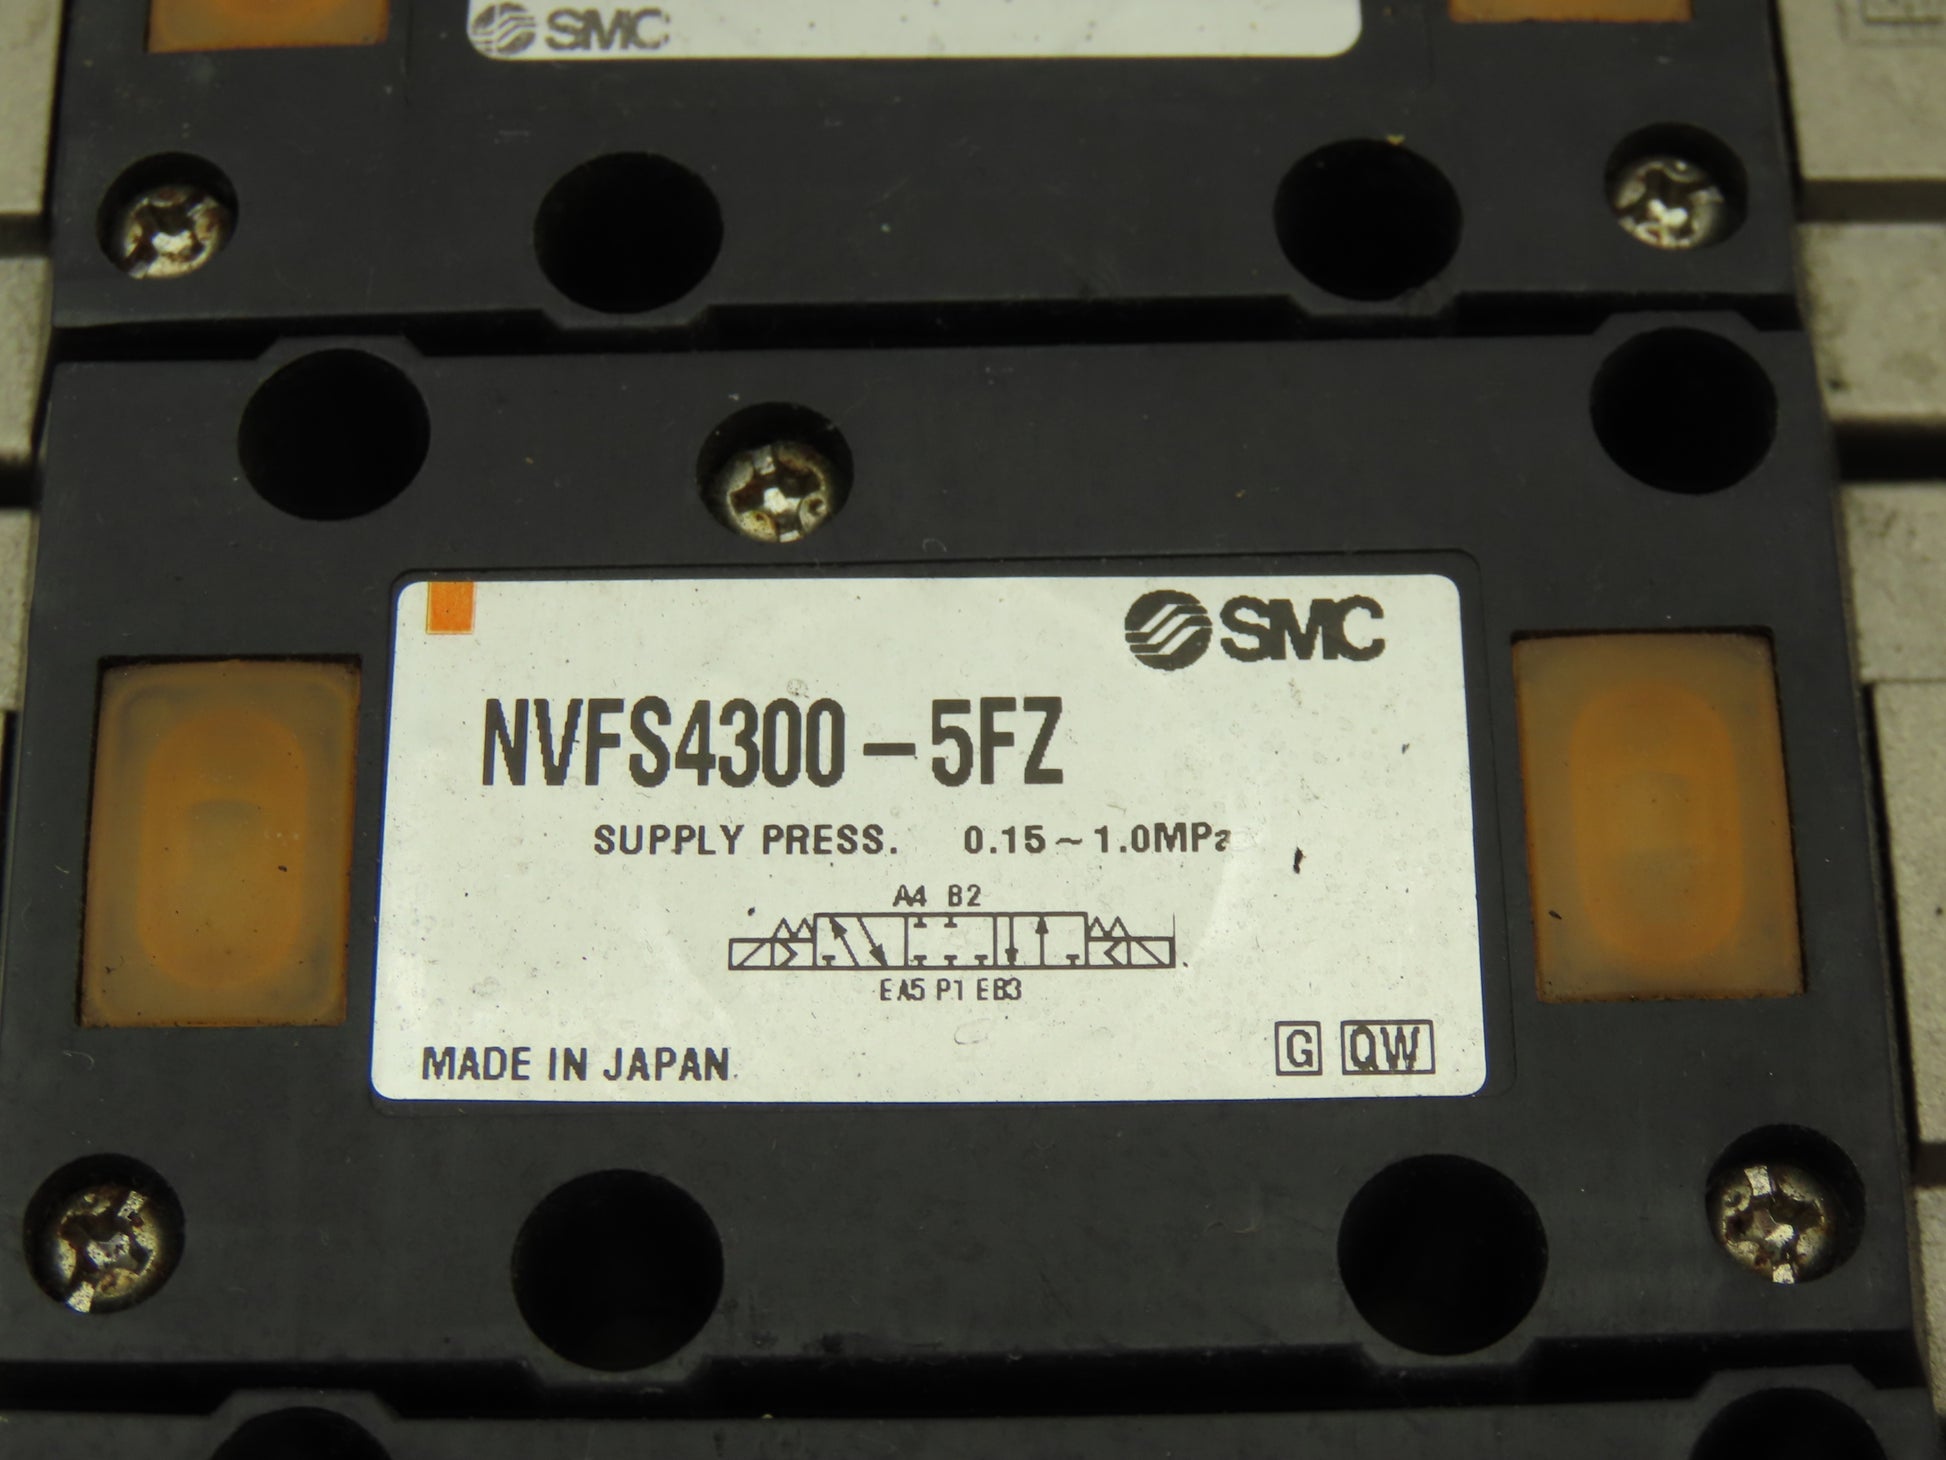 SMC
SMC
NVFS4300-5FZ
SUPPLY PRESS. 0.15~1.0MPa
A4 B2
EA5 P1 EB3
MADE IN JAPAN
G QW